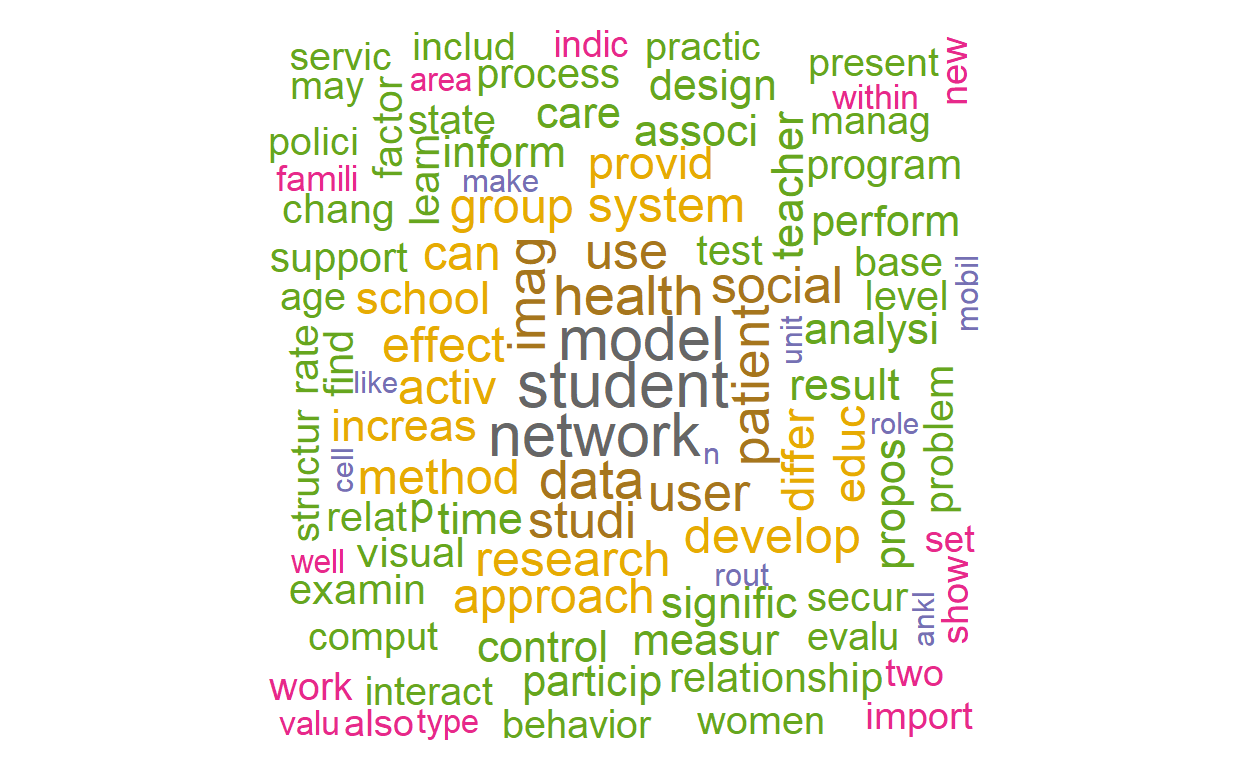 servic includ indic practic
may area process design present new
factor state care within
polici learn inform associ teacher manag
famili make provid program
chang group system perform
support can imag use test base mobil
age school health social level
rate find effect model patient unit analysi
like activ student result problem
structur increas network n differ educ role
cell method data user propos
relat p time studi develop set
well visual research rout show
examin approach signific secur ankl
comput control measur evalu
work interact particip relationship two
valu also type behavior women import